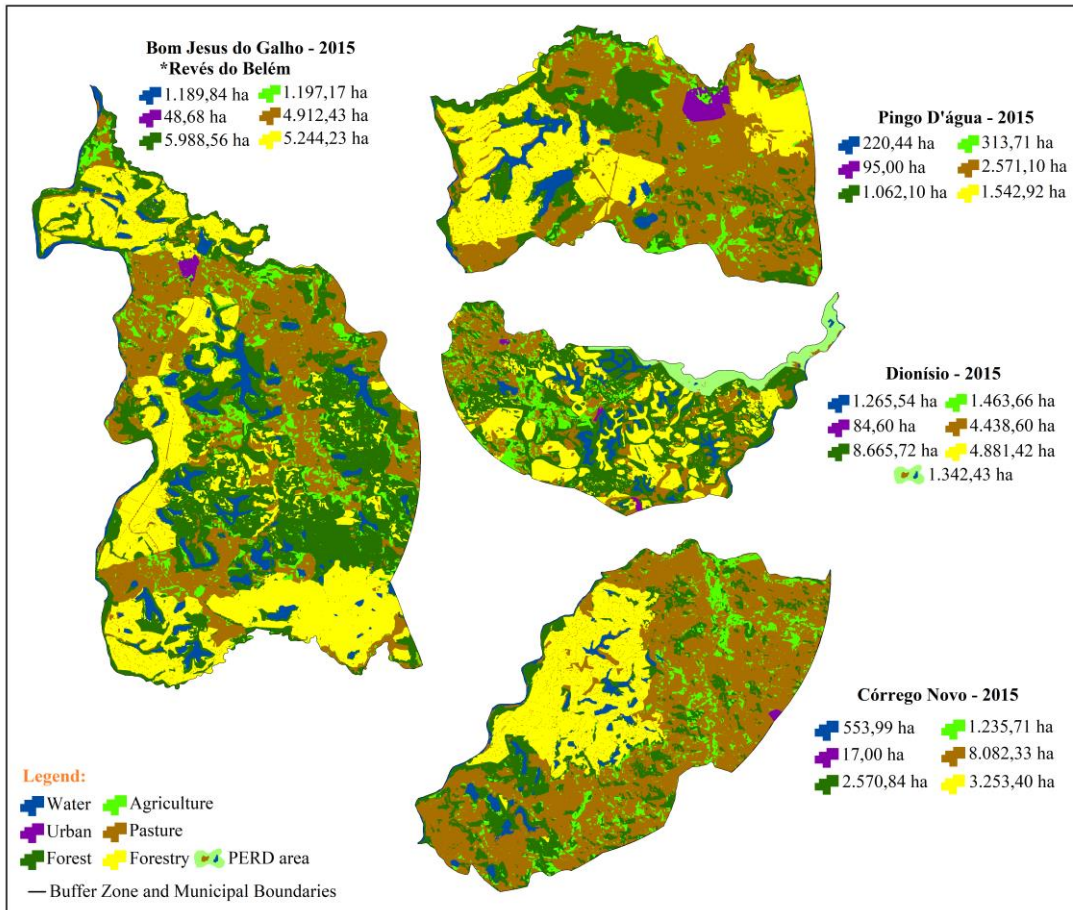 Bom Jesus do Galho - 2015
*Revés do Belém
1.189,84 ha 1.197,17 ha
48,68 ha 4.912,43 ha
5.988,56 ha 5.244,23 ha
Pingo D'água - 2015
220,44 ha 313,71 ha
95,00 ha 2.571,10 ha
1.062,10 ha 1.542,92 ha
Dionísio - 2015
1.265,54 ha 1.463,66 ha
84,60 ha 4.438,60 ha
8.665,72 ha 4.881,42 ha
1.342,43 ha
Córrego Novo - 2015
553,99 ha 1.235,71 ha
17,00 ha 8.082,33 ha
2.570,84 ha 3.253,40 ha
Legend:
Water Agriculture
Urban Pasture
Forest Forestry PERD area
Buffer Zone and Municipal Boundaries